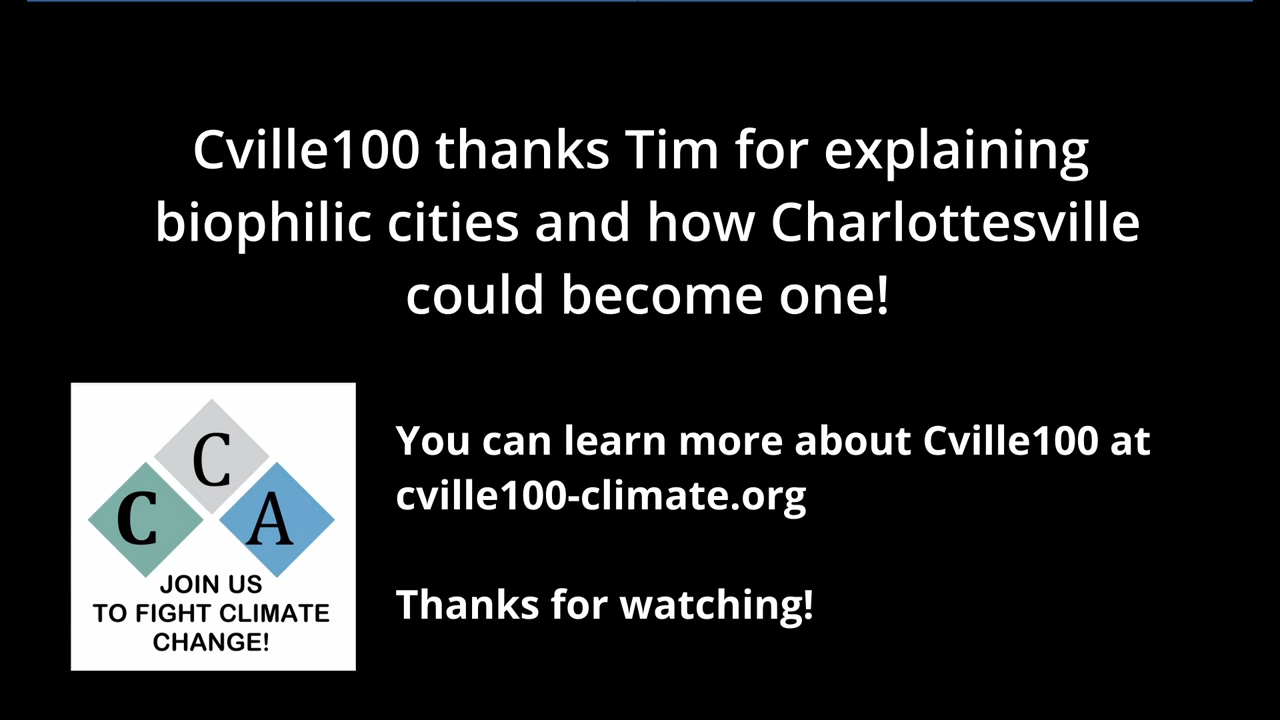 Cville100 thanks Tim for explaining
biophilic cities and how Charlottesville
could become one!
C
C
A
JOIN US
TO FIGHT CLIMATE
CHANGE!
You can learn more about Cville100 at
cville100-climate.org
Thanks for watching!